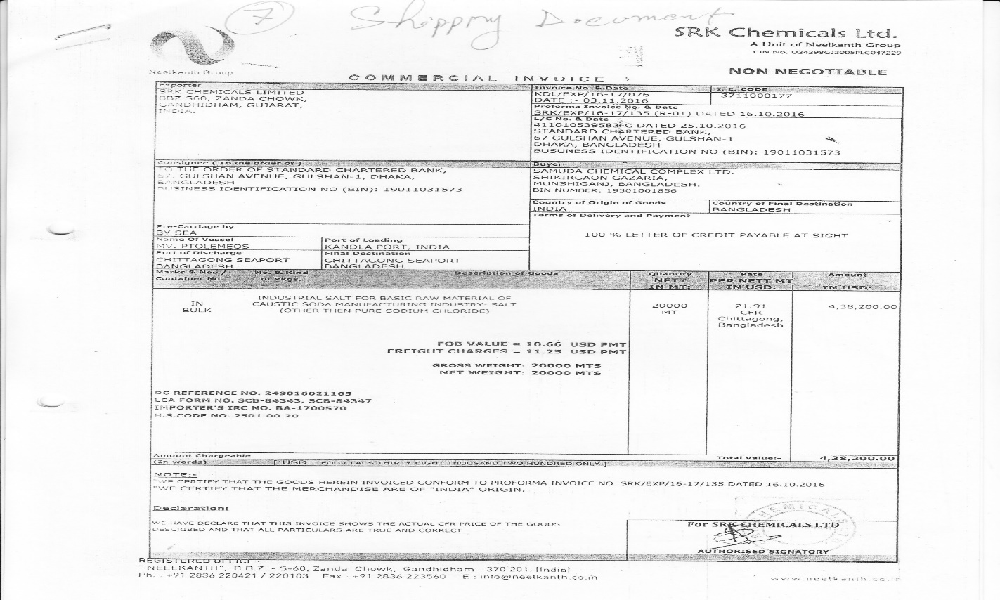 7 Shippry Document
SRK Chemicals Ltd.
A Unit of Neelkanth Group
CIN No. U24298GJ2005PLC047229
Neelkanth Group
NON NEGOTIABLE
COMMERCIAL INVOICE
Exporter
SRK CHEMICALS LIMITED
BBZ S60, ZANDA CHOWK,
GANDHIDHAM, GUJARAT,
INDIA.
Invoice No. & Date
KDL/EXP/16-17/076
DATE :- 03.11.2016
I. E. CODE
3711000177
Proforma Invoice No. & Date
SRK/EXP/16-17/135 (R-01) DATED 16.10.2016
L/C No. & Date
411010539583-C DATED 25.10.2016
STANDARD CHARTERED BANK,
67 GULSHAN AVENUE, GULSHAN-1
DHAKA, BANGLADESH
BUSUNESS IDENTIFICATION NO (BIN): 19011031573
Consignee ( To the order of )
TO THE ORDER OF STANDARD CHARTERED BANK,
67, GULSHAN AVENUE, GULSHAN-1, DHAKA,
BANGLADESH
BUSINESS IDENTIFICATION NO (BIN): 19011031573
Buyer
SAMUDA CHEMICAL COMPLEX LTD.
SHIKIRGAON GAZARIA,
MUNSHIGANJ, BANGLADESH.
BIN NUMBER: 19301001856
Country of Origin of Goods
INDIA
Country of Final Destination
BANGLADESH
Terms of Delivery and Payment
100 % LETTER OF CREDIT PAYABLE AT SIGHT
Pre-Carriage by
BY SEA
Name Of Vessel
MV. PTOLEMEOS
Port of Loading
KANDLA PORT, INDIA
Port of Discharge
CHITTAGONG SEAPORT
BANGLADESH
Final Destination
CHITTAGONG SEAPORT
BANGLADESH
Marks & Nos./
Container No.
No. & Kind
of Pkgs.
Description of Goods
Quantity
NETT
IN MT:
Rate
PER NETT MT
IN USD:
Amount
IN USD:
IN
BULK
INDUSTRIAL SALT FOR BASIC RAW MATERIAL OF
CAUSTIC SODA MANUFACTURING INDUSTRY- SALT
(OTHER THEN PURE SODIUM CHLORIDE)
20000
MT
21.91
CFR
Chittagong,
Bangladesh
4,38,200.00
FOB VALUE = 10.66 USD PMT
FREIGHT CHARGES = 11.25 USD PMT
GROSS WEIGHT: 20000 MTS
NET WEIGHT: 20000 MTS
DC REFERENCE NO. 249016021165
LCA FORM NO. SCB-84343, SCB-84347
IMPORTER'S IRC NO. BA-1700570
H.S.CODE NO. 2501.00.20
Amount Chargeable
(In words)
[ USD : FOUR LACS THIRTY EIGHT THOUSAND TWO HUNDRED ONLY ]
Total Value:-
4,38,200.00
NOTE:-
"WE CERTIFY THAT THE GOODS HEREIN INVOICED CONFORM TO PROFORMA INVOICE NO. SRK/EXP/16-17/135 DATED 16.10.2016
"WE CERTIFY THAT THE MERCHANDISE ARE OF "INDIA" ORIGIN.
Declaration:
WE HAVE DECLARE THAT THIS INVOICE SHOWS THE ACTUAL CFR PRICE OF THE GOODS
DESCRIBED AND THAT ALL PARTICULARS ARE TRUE AND CORRECT
For SRK CHEMICALS LTD
AUTHORISED SIGNATORY
REGISTERED OFFICE :
" NEELKANTH", B.B.Z. - S-60, Zanda Chowk, Gandhidham - 370 201. (India)
Ph. : +91 2836 220421 / 220103 Fax : +91 2836 223560 E : info@neelkanth.co.in
www.neelkanth.co.in